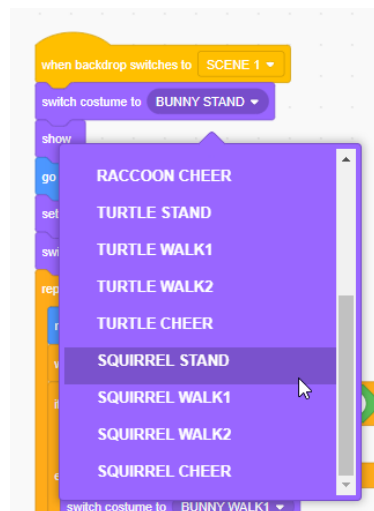 when backdrop switches to SCENE 1
switch costume to BUNNY STAND
show
go
set
swi
rep
RACCOON CHEER
TURTLE STAND
TURTLE WALK1
TURTLE WALK2
TURTLE CHEER
SQUIRREL STAND
SQUIRREL WALK1
SQUIRREL WALK2
SQUIRREL CHEER
switch costume to BUNNY WALK1